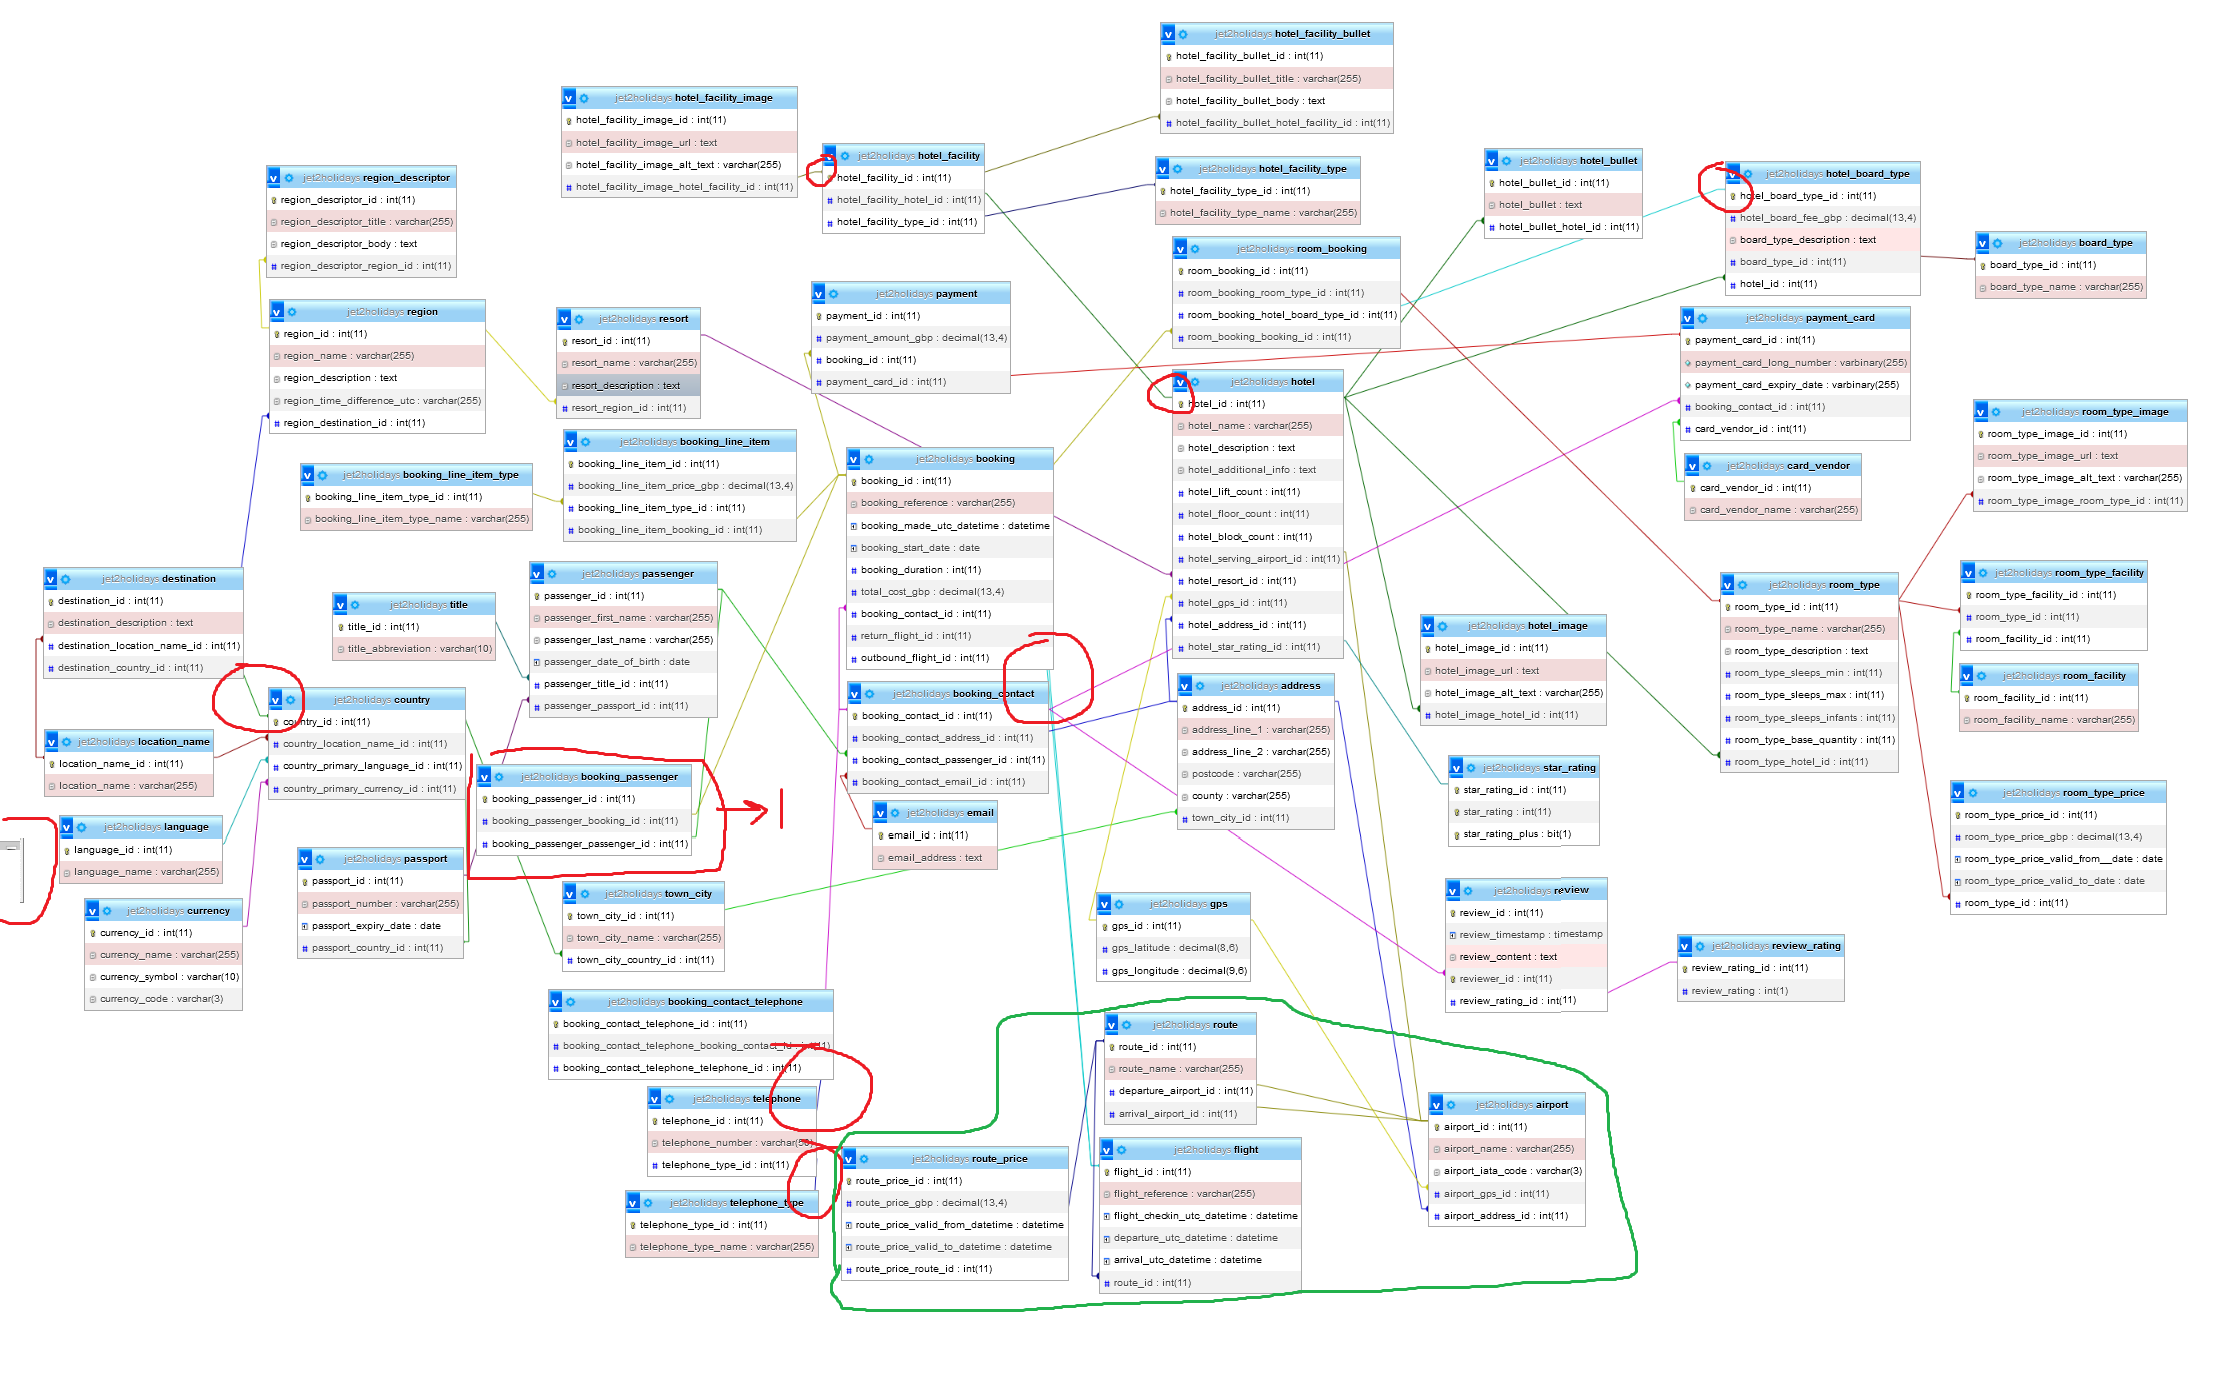 jet2holidays hotel_facility_bullet
hotel_facility_bullet_id : int(11)
hotel_facility_bullet_title : varchar(255)
hotel_facility_bullet_body : text
hotel_facility_bullet_hotel_facility_id : int(11)
jet2holidays hotel_facility_image
hotel_facility_image_id : int(11)
hotel_facility_image_url : text
hotel_facility_image_alt_text : varchar(255)
hotel_facility_image_hotel_facility_id : int(11)
jet2holidays hotel_facility
hotel_facility_id : int(11)
hotel_facility_hotel_id : int(11)
hotel_facility_type_id : int(11)
jet2holidays hotel_facility_type
hotel_facility_type_id : int(11)
hotel_facility_type_name : varchar(255)
jet2holidays hotel_bullet
hotel_bullet_id : int(11)
hotel_bullet : text
hotel_bullet_hotel_id : int(11)
jet2holidays hotel_board_type
hotel_board_type_id : int(11)
hotel_board_fee_gbp : decimal(13,4)
board_type_description : text
board_type_id : int(11)
hotel_id : int(11)
jet2holidays board_type
board_type_id : int(11)
board_type_name : varchar(255)
jet2holidays region_descriptor
region_descriptor_id : int(11)
region_descriptor_title : varchar(255)
region_descriptor_body : text
region_descriptor_region_id : int(11)
jet2holidays region
region_id : int(11)
region_name : varchar(255)
region_description : text
region_time_difference_utc : varchar(255)
region_destination_id : int(11)
jet2holidays resort
resort_id : int(11)
resort_name : varchar(255)
resort_description : text
resort_region_id : int(11)
jet2holidays payment
payment_id : int(11)
payment_amount_gbp : decimal(13,4)
booking_id : int(11)
payment_card_id : int(11)
jet2holidays room_booking
room_booking_id : int(11)
room_booking_room_type_id : int(11)
room_booking_hotel_board_type_id : int(11)
room_booking_booking_id : int(11)
jet2holidays payment_card
payment_card_id : int(11)
payment_card_long_number : varbinary(255)
payment_card_expiry_date : varbinary(255)
booking_contact_id : int(11)
card_vendor_id : int(11)
jet2holidays card_vendor
card_vendor_id : int(11)
card_vendor_name : varchar(255)
jet2holidays room_type_image
room_type_image_id : int(11)
room_type_image_url : text
room_type_image_alt_text : varchar(255)
room_type_image_room_type_id : int(11)
jet2holidays booking_line_item_type
booking_line_item_type_id : int(11)
booking_line_item_type_name : varchar(255)
jet2holidays booking_line_item
booking_line_item_id : int(11)
booking_line_item_price_gbp : decimal(13,4)
booking_line_item_type_id : int(11)
booking_line_item_booking_id : int(11)
jet2holidays booking
booking_id : int(11)
booking_reference : varchar(255)
booking_made_utc_datetime : datetime
booking_start_date : date
booking_duration : int(11)
total_cost_gbp : decimal(13,4)
booking_contact_id : int(11)
return_flight_id : int(11)
outbound_flight_id : int(11)
jet2holidays hotel
hotel_id : int(11)
hotel_name : varchar(255)
hotel_description : text
hotel_additional_info : text
hotel_lift_count : int(11)
hotel_floor_count : int(11)
hotel_block_count : int(11)
hotel_serving_airport_id : int(11)
hotel_resort_id : int(11)
hotel_gps_id : int(11)
hotel_address_id : int(11)
hotel_star_rating_id : int(11)
jet2holidays destination
destination_id : int(11)
destination_description : text
destination_location_name_id : int(11)
destination_country_id : int(11)
jet2holidays title
title_id : int(11)
title_abbreviation : varchar(10)
jet2holidays passenger
passenger_id : int(11)
passenger_first_name : varchar(255)
passenger_last_name : varchar(255)
passenger_date_of_birth : date
passenger_title_id : int(11)
passenger_passport_id : int(11)
jet2holidays room_type
room_type_id : int(11)
room_type_name : varchar(255)
room_type_description : text
room_type_sleeps_min : int(11)
room_type_sleeps_max : int(11)
room_type_sleeps_infants : int(11)
room_type_base_quantity : int(11)
room_type_hotel_id : int(11)
jet2holidays room_type_facility
room_type_facility_id : int(11)
room_type_id : int(11)
room_facility_id : int(11)
jet2holidays room_facility
room_facility_id : int(11)
room_facility_name : varchar(255)
jet2holidays hotel_image
hotel_image_id : int(11)
hotel_image_url : text
hotel_image_alt_text : varchar(255)
hotel_image_hotel_id : int(11)
jet2holidays country
country_id : int(11)
country_location_name_id : int(11)
country_primary_language_id : int(11)
country_primary_currency_id : int(11)
jet2holidays location_name
location_name_id : int(11)
location_name : varchar(255)
jet2holidays booking_contact
booking_contact_id : int(11)
booking_contact_address_id : int(11)
booking_contact_passenger_id : int(11)
booking_contact_email_id : int(11)
jet2holidays address
address_id : int(11)
address_line_1 : varchar(255)
address_line_2 : varchar(255)
postcode : varchar(255)
county : varchar(255)
town_city_id : int(11)
jet2holidays booking_passenger
booking_passenger_id : int(11)
booking_passenger_booking_id : int(11)
booking_passenger_passenger_id : int(11)
1
jet2holidays star_rating
star_rating_id : int(11)
star_rating : int(11)
star_rating_plus : bit(1)
jet2holidays room_type_price
room_type_price_id : int(11)
room_type_price_gbp : decimal(13,4)
room_type_price_valid_from__date : date
room_type_price_valid_to_date : date
room_type_id : int(11)
jet2holidays language
language_id : int(11)
language_name : varchar(255)
jet2holidays email
email_id : int(11)
email_address : text
jet2holidays passport
passport_id : int(11)
passport_number : varchar(255)
passport_expiry_date : date
passport_country_id : int(11)
jet2holidays currency
currency_id : int(11)
currency_name : varchar(255)
currency_symbol : varchar(10)
currency_code : varchar(3)
jet2holidays town_city
town_city_id : int(11)
town_city_name : varchar(255)
town_city_country_id : int(11)
jet2holidays gps
gps_id : int(11)
gps_latitude : decimal(8,6)
gps_longitude : decimal(9,6)
jet2holidays review
review_id : int(11)
review_timestamp : timestamp
review_content : text
reviewer_id : int(11)
review_rating_id : int(11)
jet2holidays review_rating
review_rating_id : int(11)
review_rating : int(1)
jet2holidays booking_contact_telephone
booking_contact_telephone_id : int(11)
booking_contact_telephone_booking_contact_id : int(11)
booking_contact_telephone_telephone_id : int(11)
jet2holidays telephone
telephone_id : int(11)
telephone_number : varchar(50)
telephone_type_id : int(11)
jet2holidays telephone_type
telephone_type_id : int(11)
telephone_type_name : varchar(255)
jet2holidays route
route_id : int(11)
route_name : varchar(255)
departure_airport_id : int(11)
arrival_airport_id : int(11)
jet2holidays route_price
route_price_id : int(11)
route_price_gbp : decimal(13,4)
route_price_valid_from_datetime : datetime
route_price_valid_to_datetime : datetime
route_price_route_id : int(11)
jet2holidays flight
flight_id : int(11)
flight_reference : varchar(255)
flight_checkin_utc_datetime : datetime
departure_utc_datetime : datetime
arrival_utc_datetime : datetime
route_id : int(11)
jet2holidays airport
airport_id : int(11)
airport_name : varchar(255)
airport_iata_code : varchar(3)
airport_gps_id : int(11)
airport_address_id : int(11)